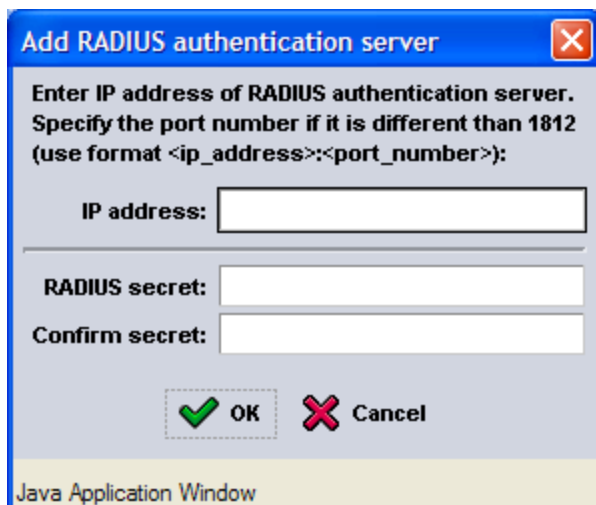 Add RADIUS authentication server
Enter IP address of RADIUS authentication server.
Specify the port number if it is different than 1812
(use format <ip_address>:<port_number>):
IP address:
RADIUS secret:
Confirm secret:
OK Cancel
Java Application Window